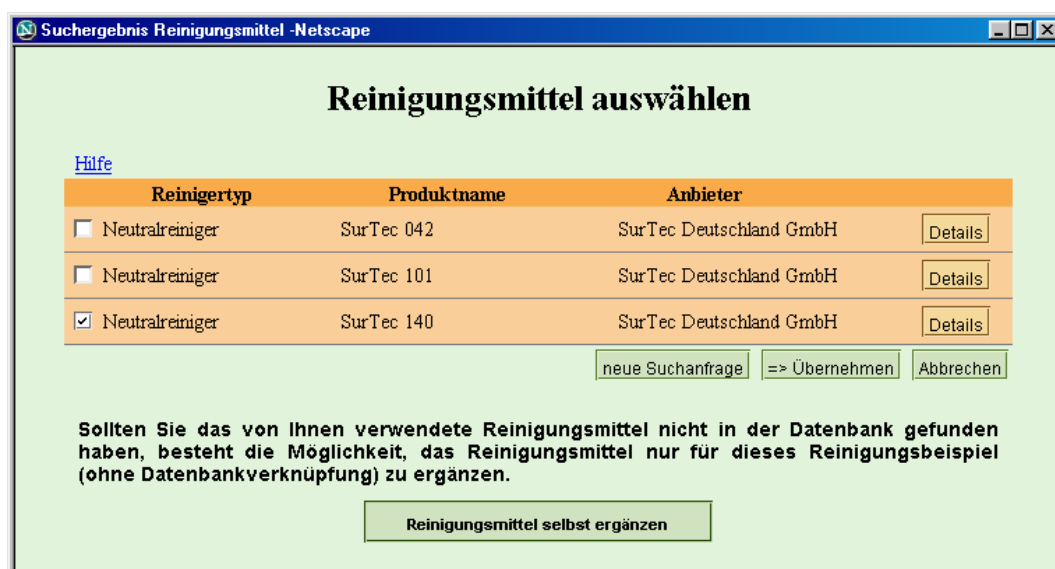 Suchergebnis Reinigungsmittel -Netscape
Reinigungsmittel auswählen
Hilfe
Reinigertyp Produktname Anbieter
Neutralreiniger SurTec 042 SurTec Deutschland GmbH Details
Neutralreiniger SurTec 101 SurTec Deutschland GmbH Details
Neutralreiniger SurTec 140 SurTec Deutschland GmbH Details
neue Suchanfrage => Übernehmen Abbrechen
Sollten Sie das von Ihnen verwendete Reinigungsmittel nicht in der Datenbank gefunden
haben, besteht die Möglichkeit, das Reinigungsmittel nur für dieses Reinigungsbeispiel
(ohne Datenbankverknüpfung) zu ergänzen.
Reinigungsmittel selbst ergänzen